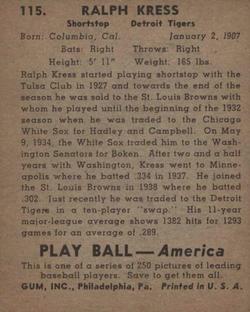 115. RALPH KRESS
Shortstop Detroit Tigers
Born: Columbia, Cal. January 2, 1907
Bats: Right Throws: Right
Height: 5' 11" Weight: 165 lbs.
Ralph Kress started playing shortstop with the
Tulsa Club in 1927 and towards the end of the
season he was sold to the St. Louis Browns with
whom he played until the beginning of the 1932
season when he was traded to the Chicago
White Sox for Hadley and Campbell. On May
9, 1934, the White Sox traded him to the Wash-
ington Senators for Boken. After two and a half
years with Washington, Kress went to Minne-
apolis where he batted .334 in 1937. He joined
the St. Louis Browns in 1938 where he batted
.302. Just recently he was traded to the Detroit
Tigers in a ten-player "swap." His 11-year
major-league average shows 1382 hits for 1293
games for an average of .289.
PLAY BALL—America
This is one of a series of 250 pictures of leading
baseball players. Save to get them all.
GUM, INC., Philadelphia, Pa. Printed in U. S. A.